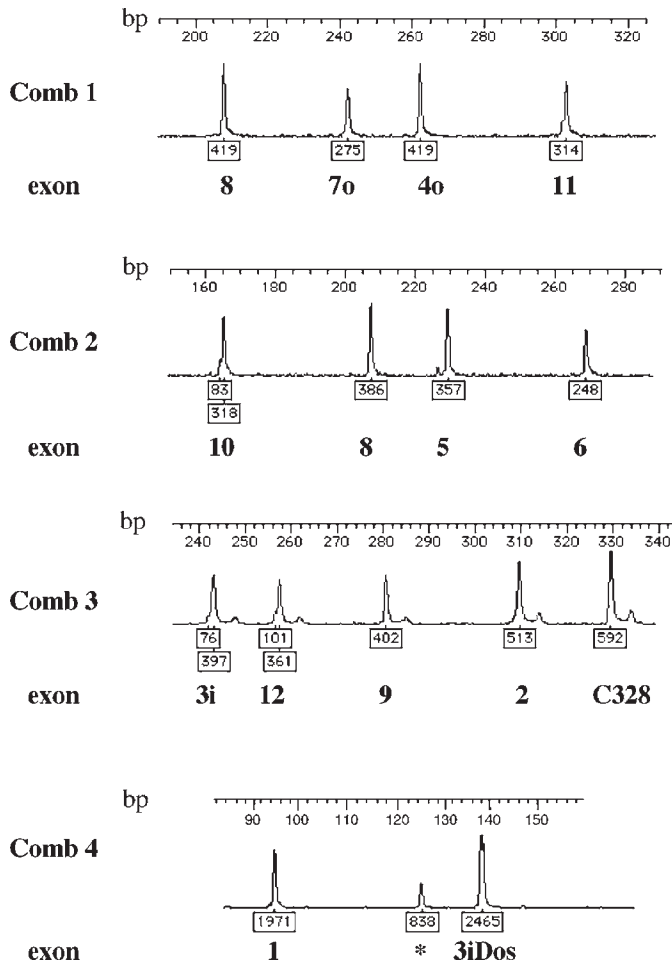 bp 200 220 240 260 280 300 320
Comb 1
419 275 419 314
exon 8 7o 4o 11
bp 160 180 200 220 240 260 280
Comb 2
83 386 357 248
318
exon 10 8 5 6
bp 240 250 260 270 280 290 300 310 320 330 340
Comb 3
76 101 402 513 592
397 361
exon 3i 12 9 2 C328
bp 90 100 110 120 130 140 150
Comb 4
1971 838 2465
exon 1 * 3iDos